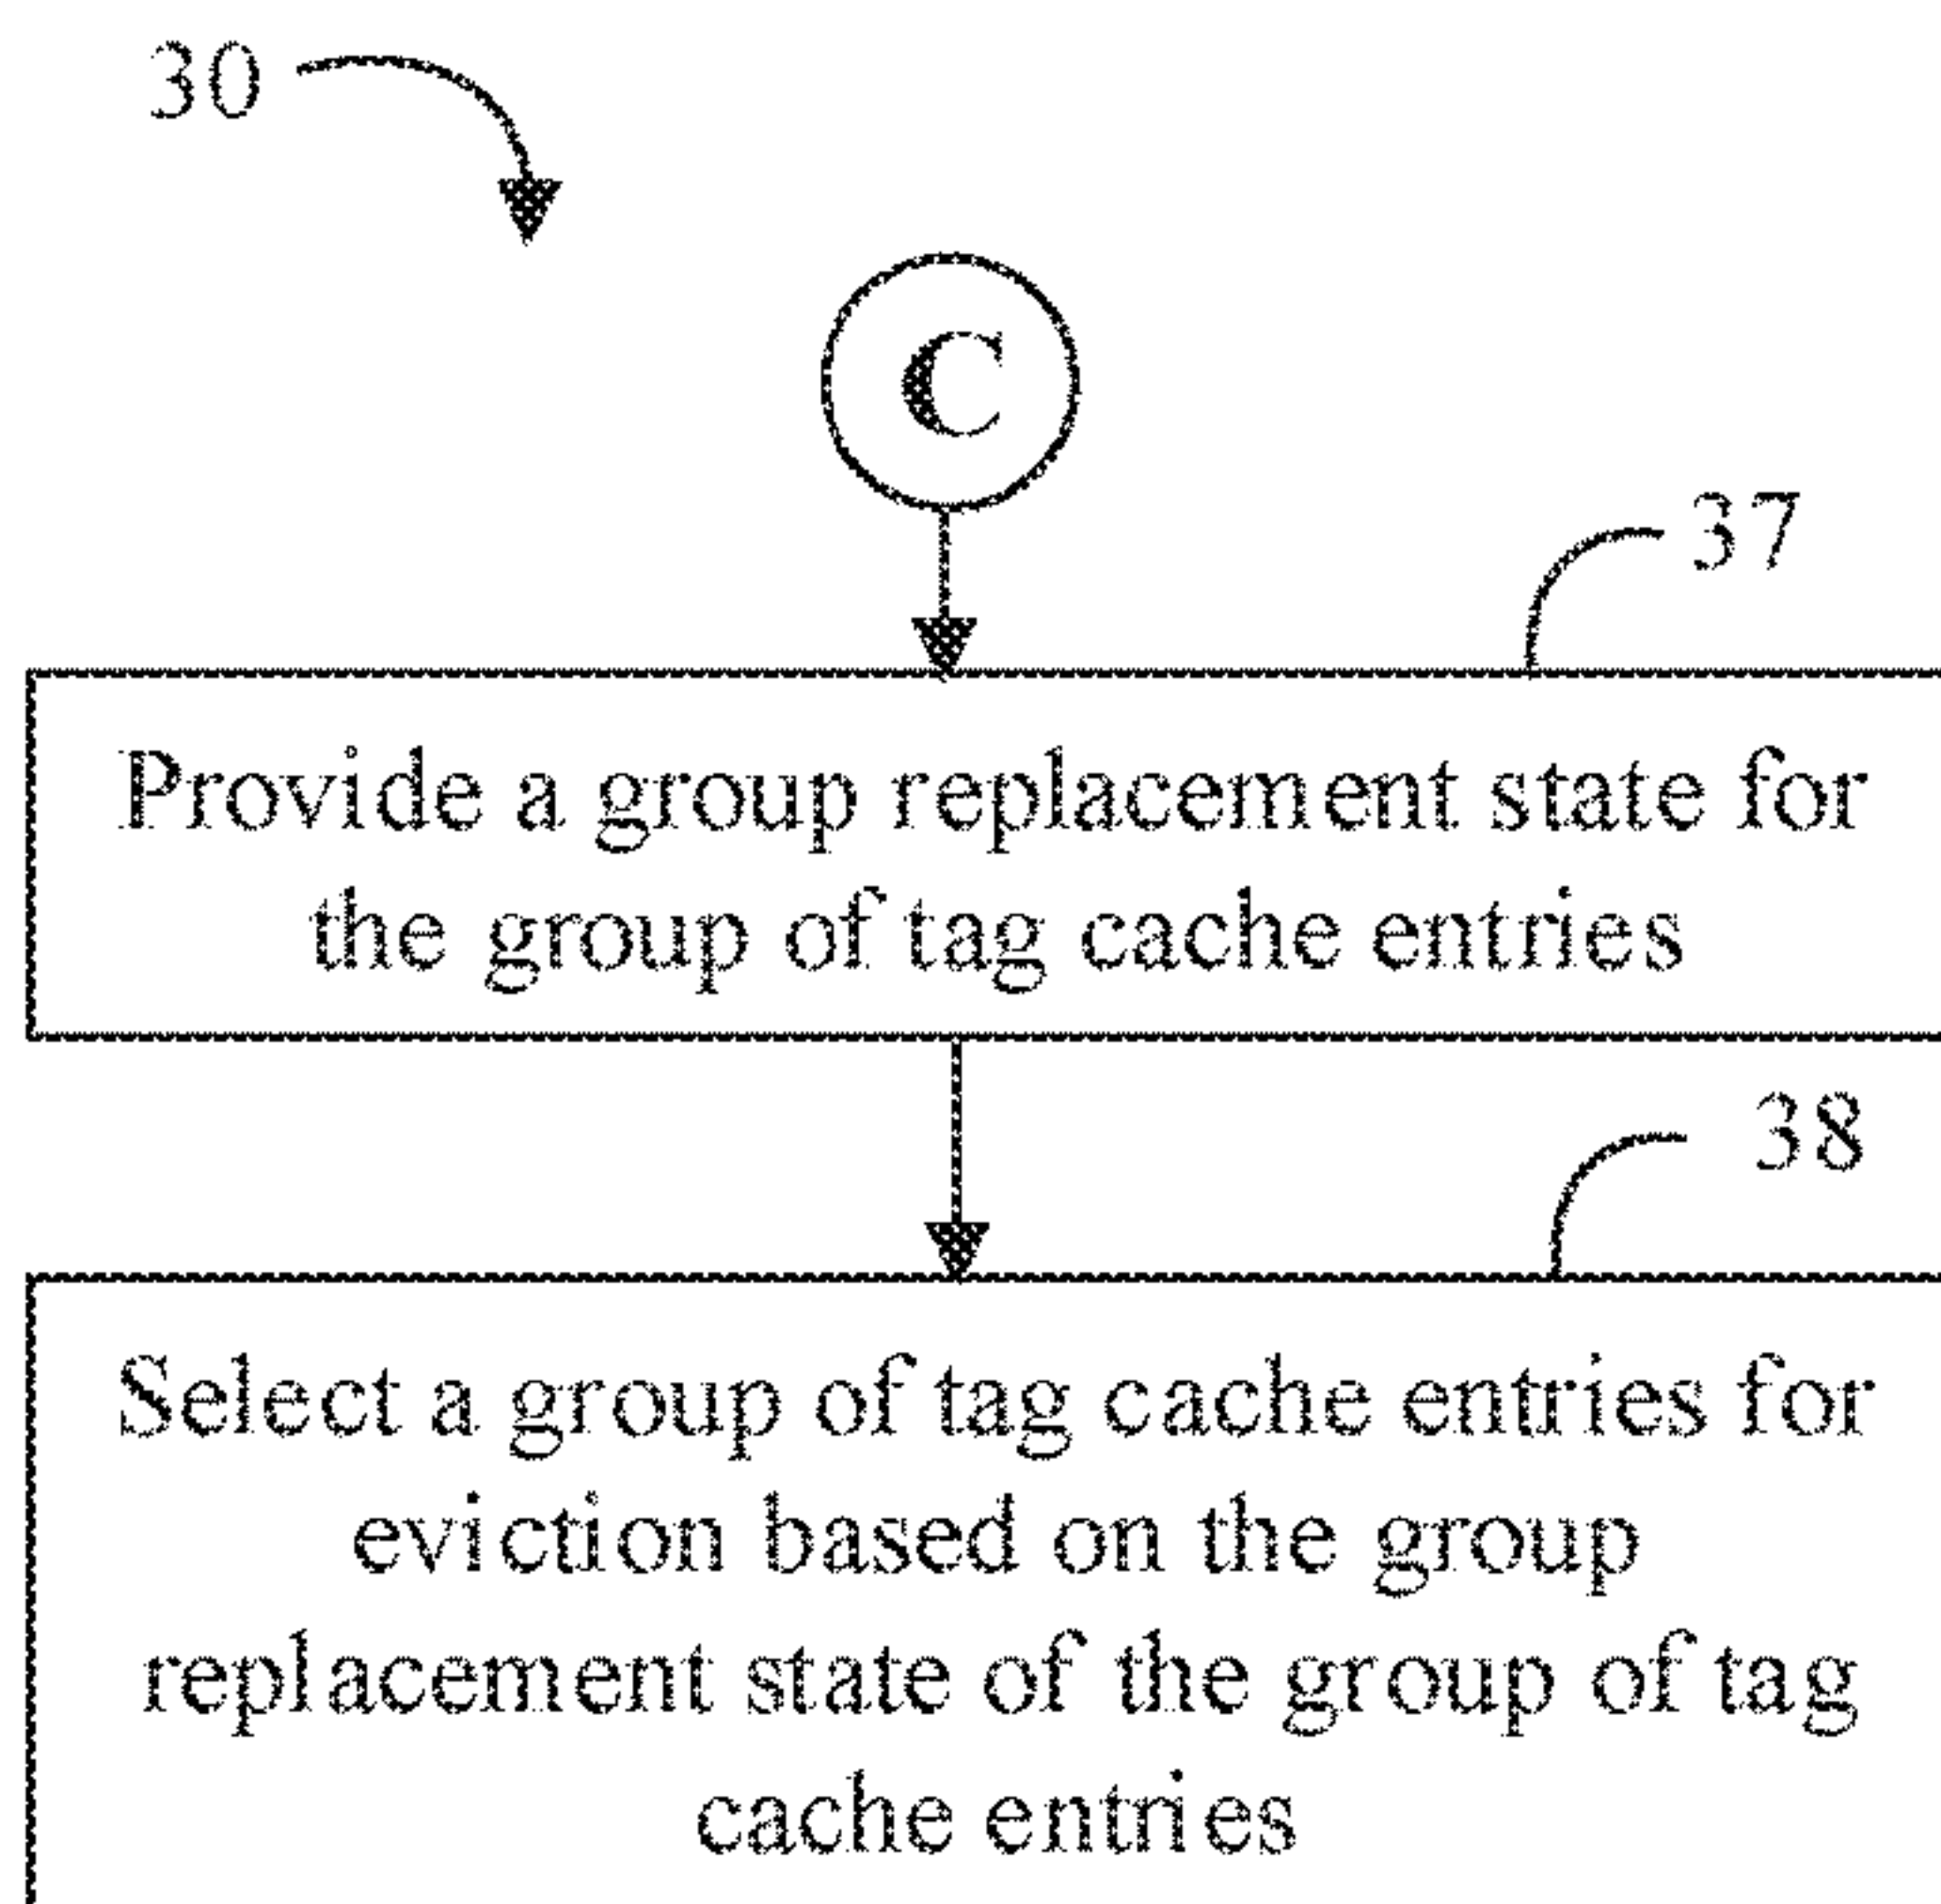 30
C
37
Provide a group replacement state for
the group of tag cache entries
38
Select a group of tag cache entries for
eviction based on the group
replacement state of the group of tag
cache entries